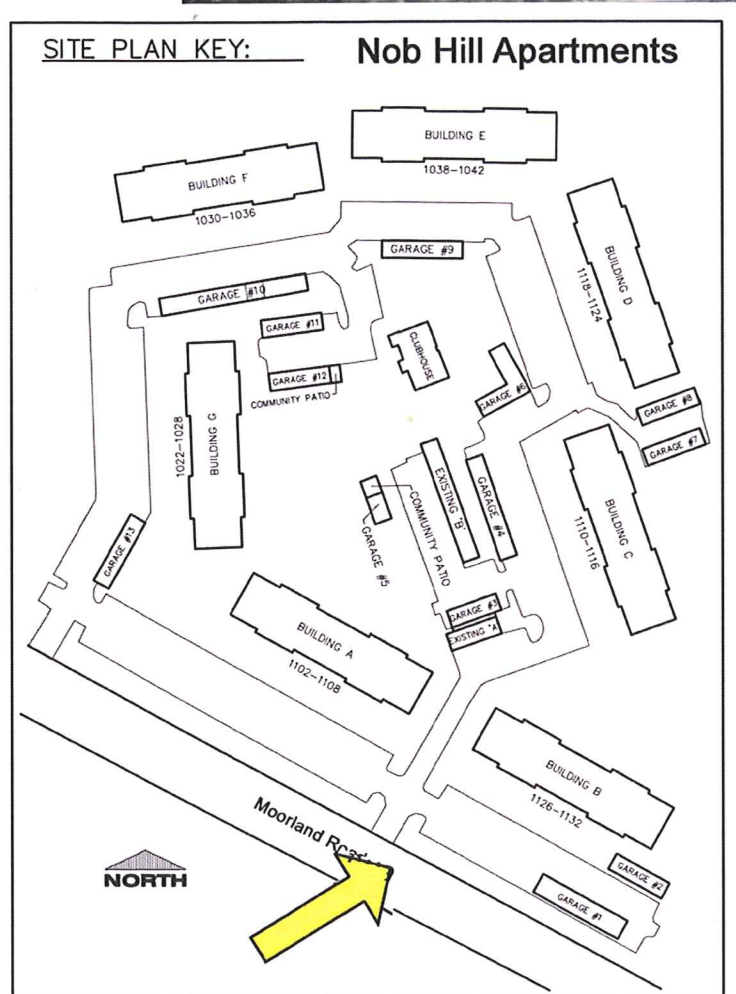 SITE PLAN KEY:
Nob Hill Apartments
BUILDING E
1038-1042
BUILDING F
1030-1036
GARAGE #9
BUILDING D
1118-1124
GARAGE #10
GARAGE #11
CLUBHOUSE
GARAGE #12
COMMUNITY PATIO
GARAGE #6
GARAGE #8
GARAGE #7
BUILDING G
1022-1028
EXISTING "B"
GARAGE #4
COMMUNITY PATIO
GARAGE #5
BUILDING C
1110-1116
GARAGE #13
GARAGE #3
EXISTING "A"
BUILDING A
1102-1108
BUILDING B
1126-1132
Moorland
GARAGE #2
GARAGE #1
NORTH